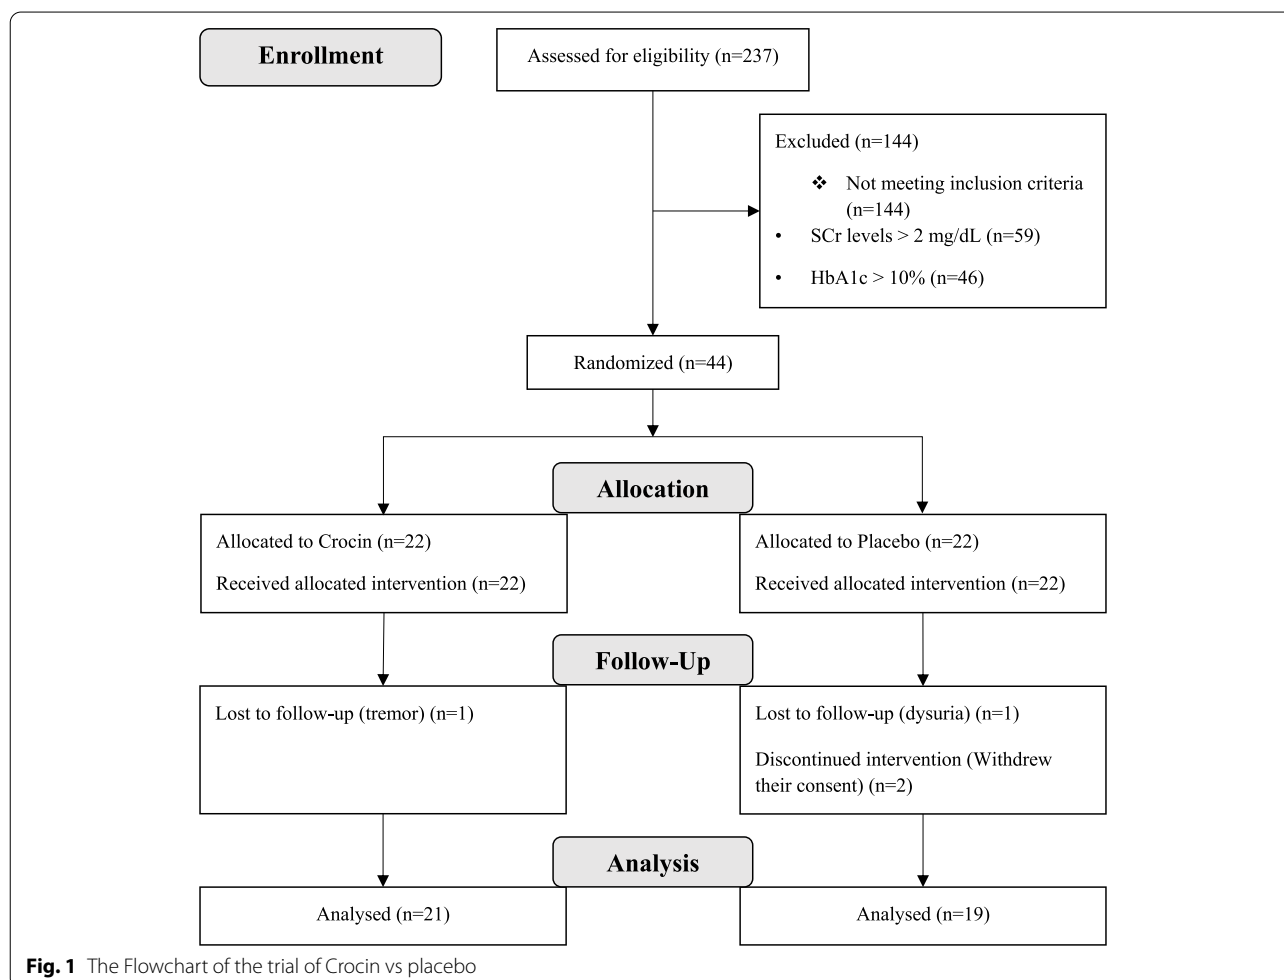 Enrollment
Assessed for eligibility (n=237)
Excluded (n=144)
❖ Not meeting inclusion criteria
(n=144)
• SCr levels > 2 mg/dL (n=59)
• HbA1c > 10% (n=46)
Randomized (n=44)
Allocation
Allocated to Crocin (n=22)
Received allocated intervention (n=22)
Allocated to Placebo (n=22)
Received allocated intervention (n=22)
Follow-Up
Lost to follow-up (tremor) (n=1)
Lost to follow-up (dysuria) (n=1)
Discontinued intervention (Withdrew
their consent) (n=2)
Analysis
Analysed (n=21)
Analysed (n=19)
Fig. 1 The Flowchart of the trial of Crocin vs placebo